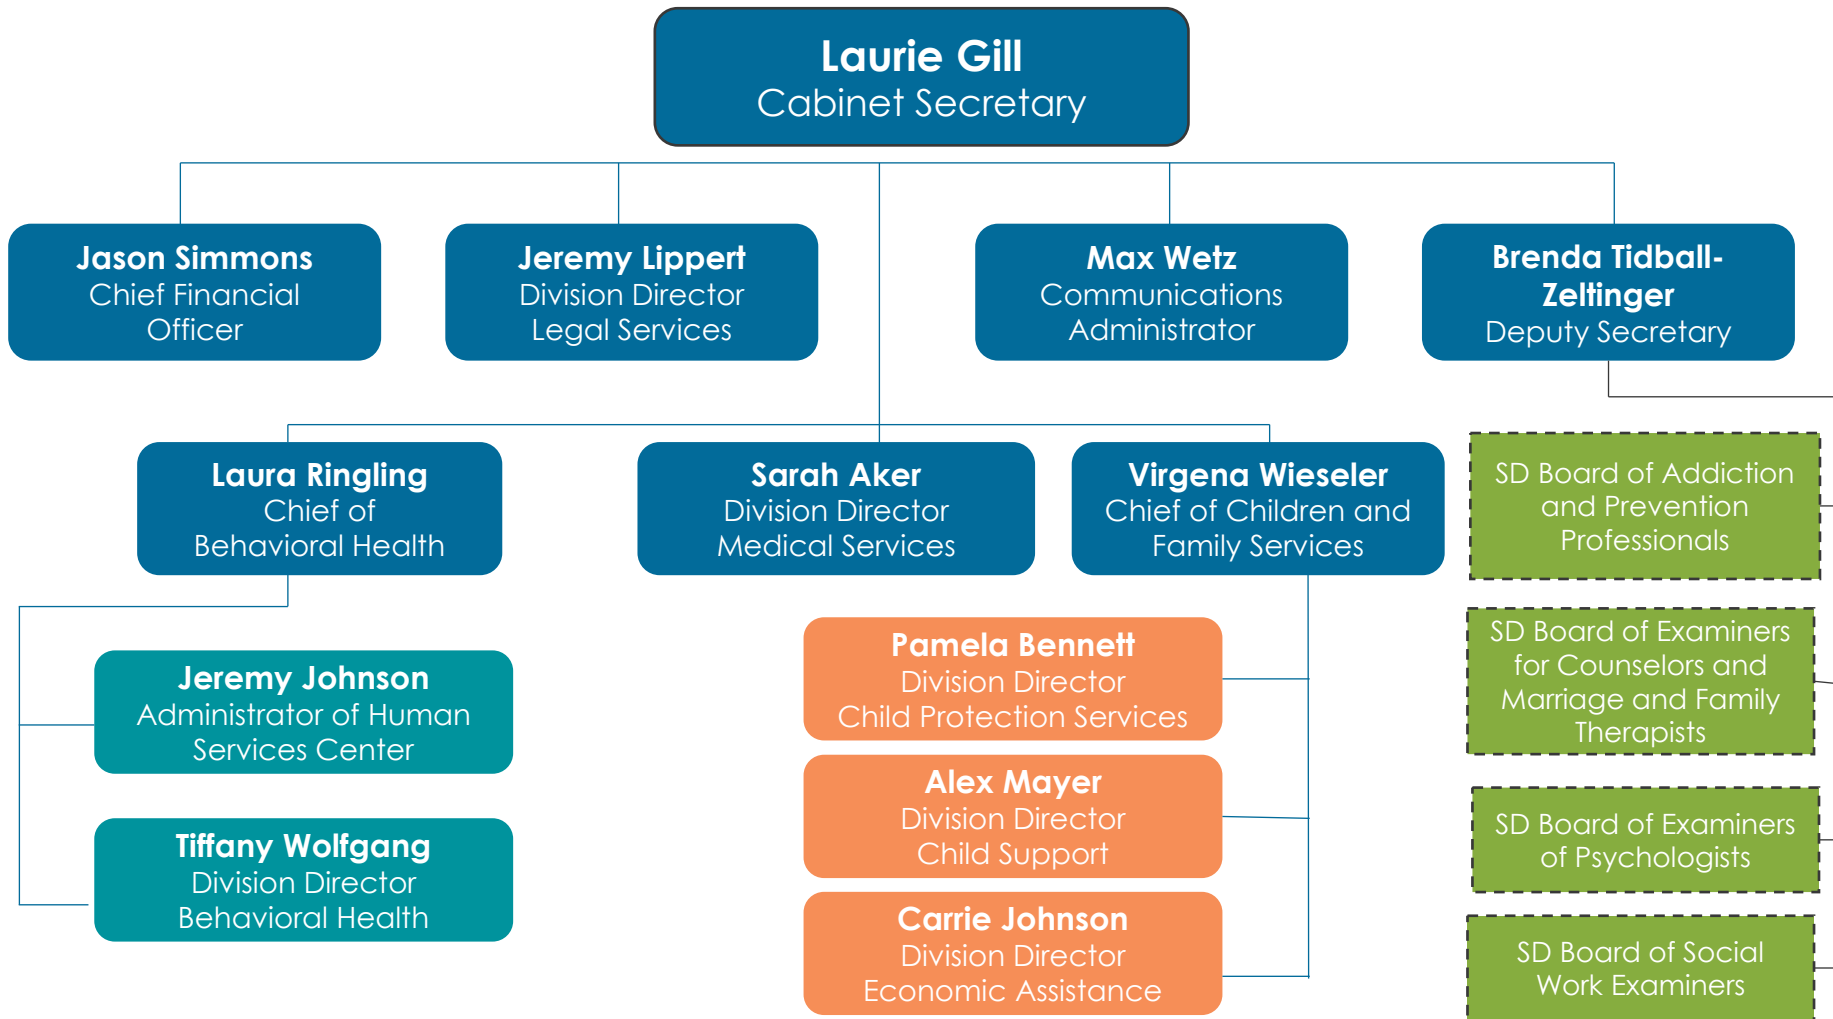 Laurie Gill
Cabinet Secretary
Jason Simmons
Chief Financial
Officer
Jeremy Lippert
Division Director
Legal Services
Max Wetz
Communications
Administrator
Brenda Tidball-
Zeltinger
Deputy Secretary
Laura Ringling
Chief of
Behavioral Health
Sarah Aker
Division Director
Medical Services
Virgena Wieseler
Chief of Children and
Family Services
SD Board of Addiction
and Prevention
Professionals
Jeremy Johnson
Administrator of Human
Services Center
Tiffany Wolfgang
Division Director
Behavioral Health
Pamela Bennett
Division Director
Child Protection Services
Alex Mayer
Division Director
Child Support
Carrie Johnson
Division Director
Economic Assistance
SD Board of Examiners
for Counselors and
Marriage and Family
Therapists
SD Board of Examiners
of Psychologists
SD Board of Social
Work Examiners